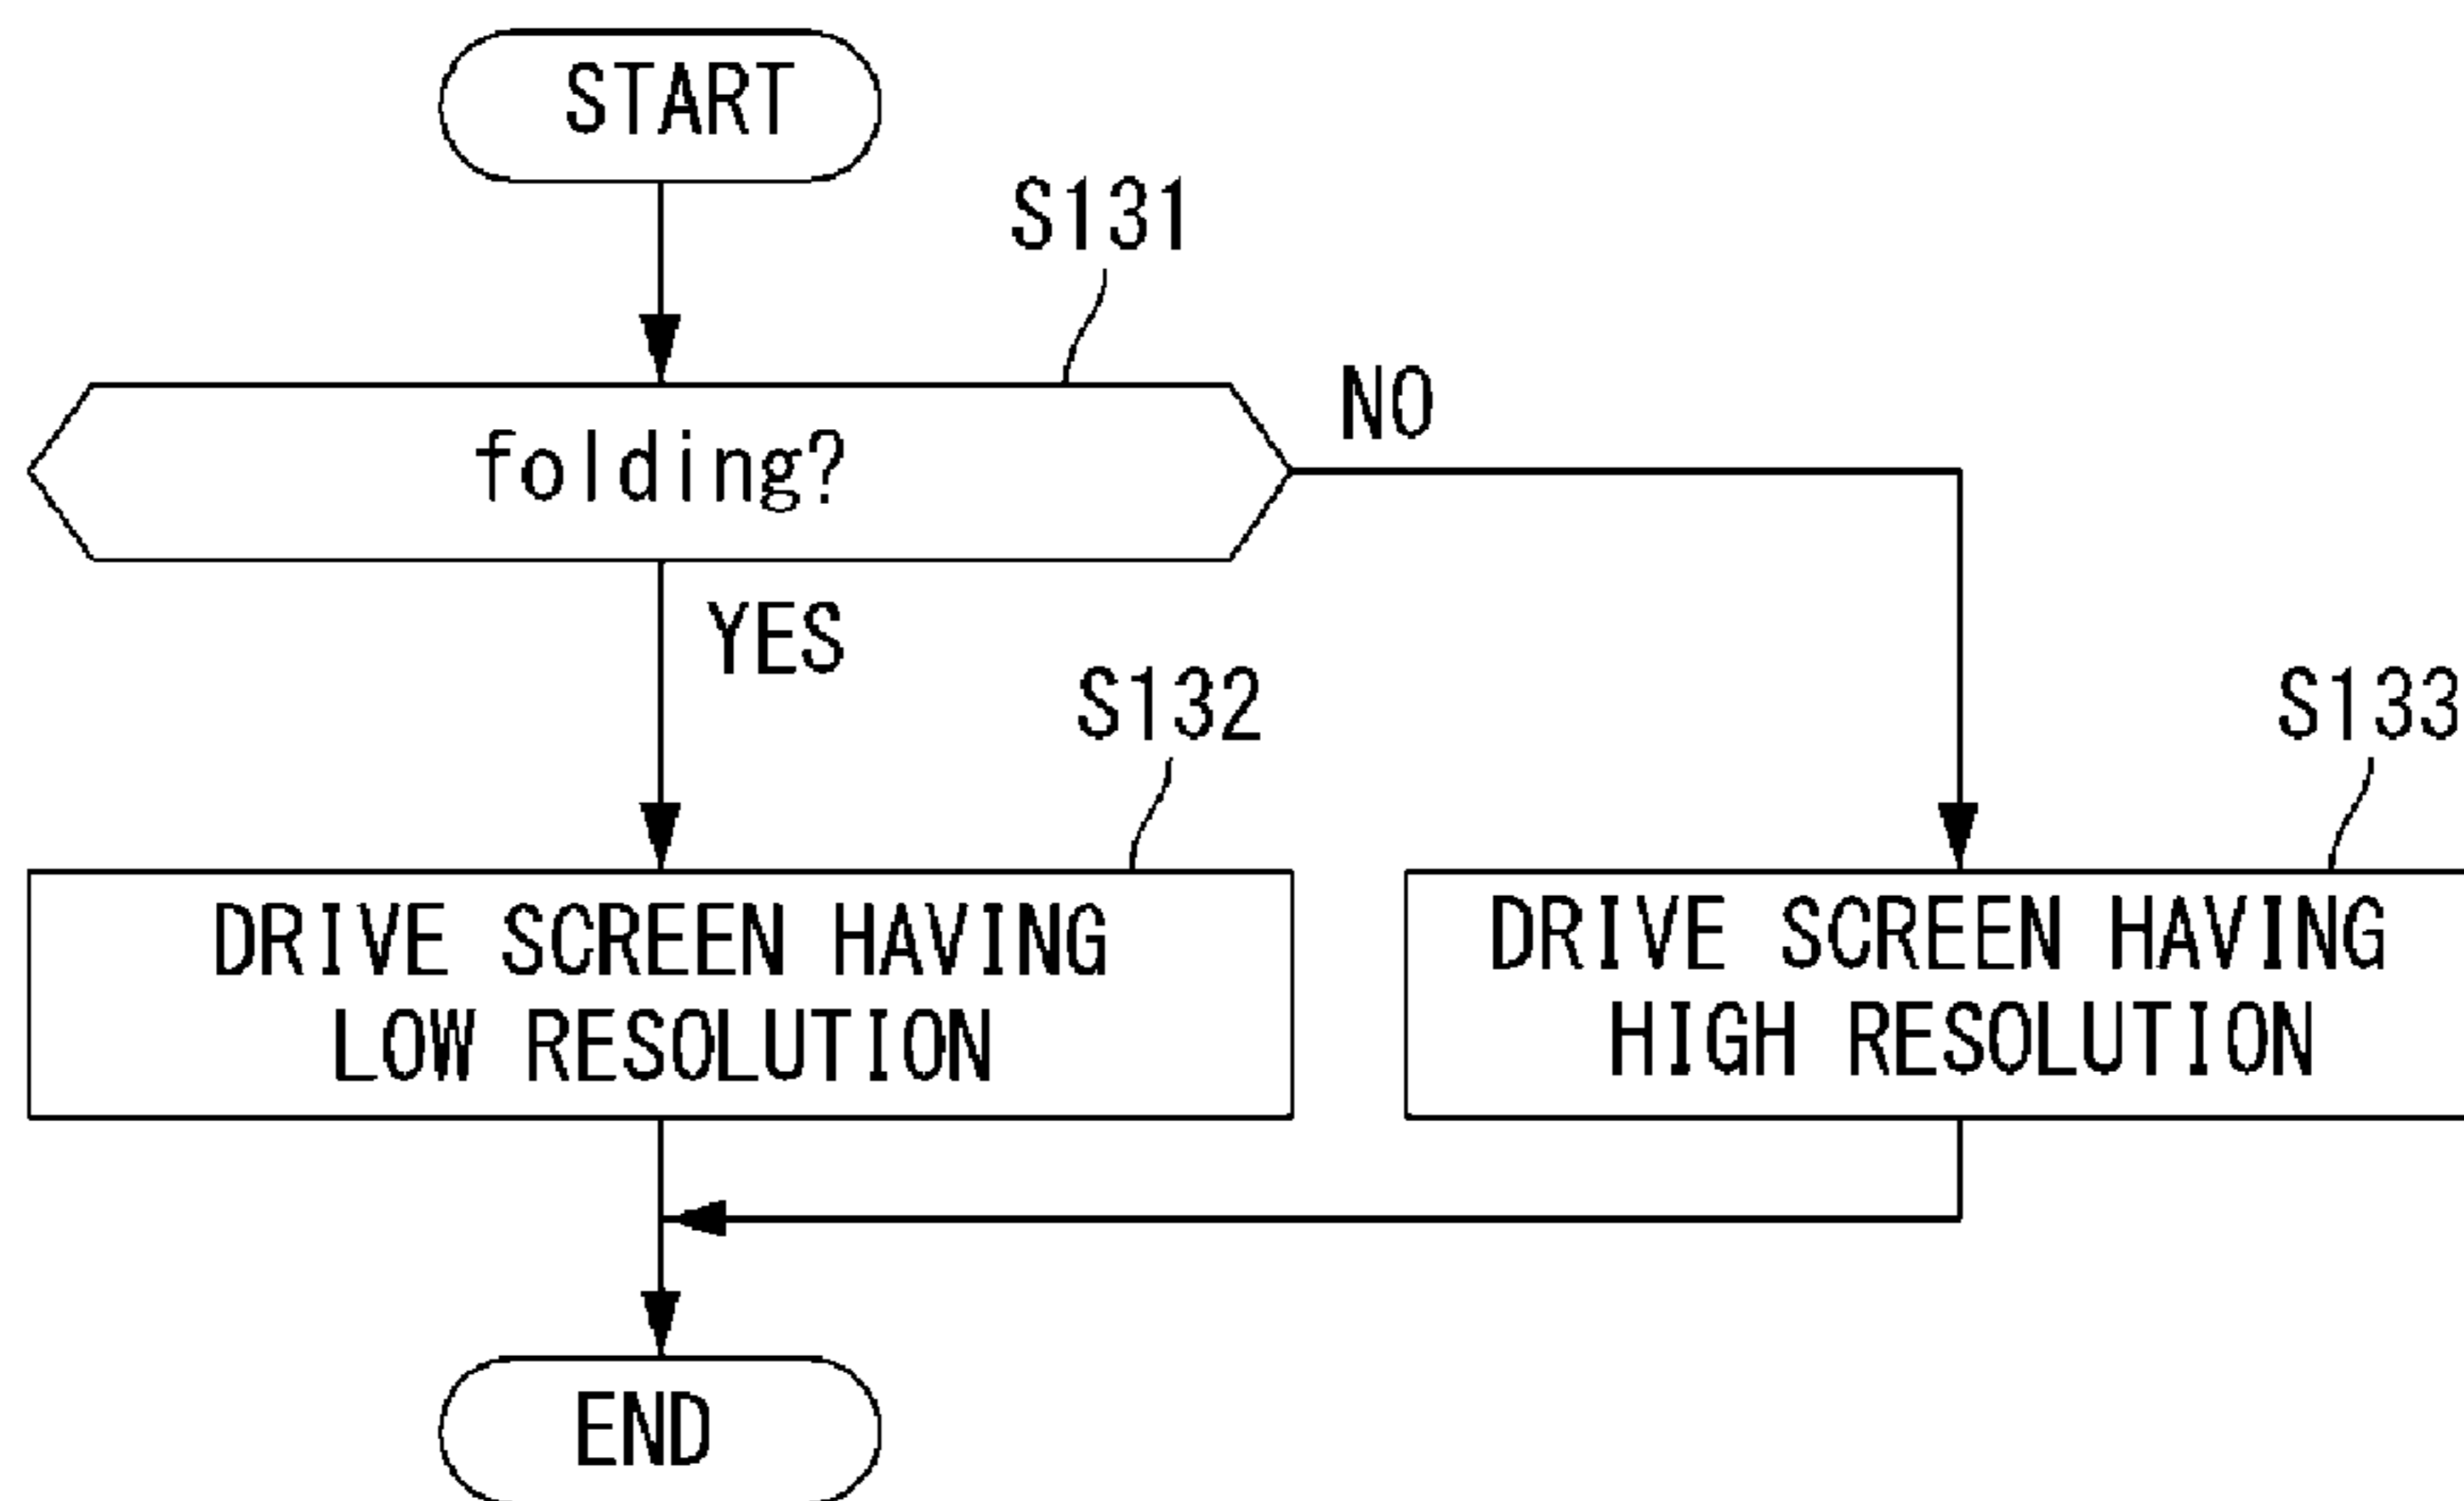 START
S131
folding?
NO
YES
S132
S133
DRIVE SCREEN HAVING
LOW RESOLUTION
DRIVE SCREEN HAVING
HIGH RESOLUTION
END